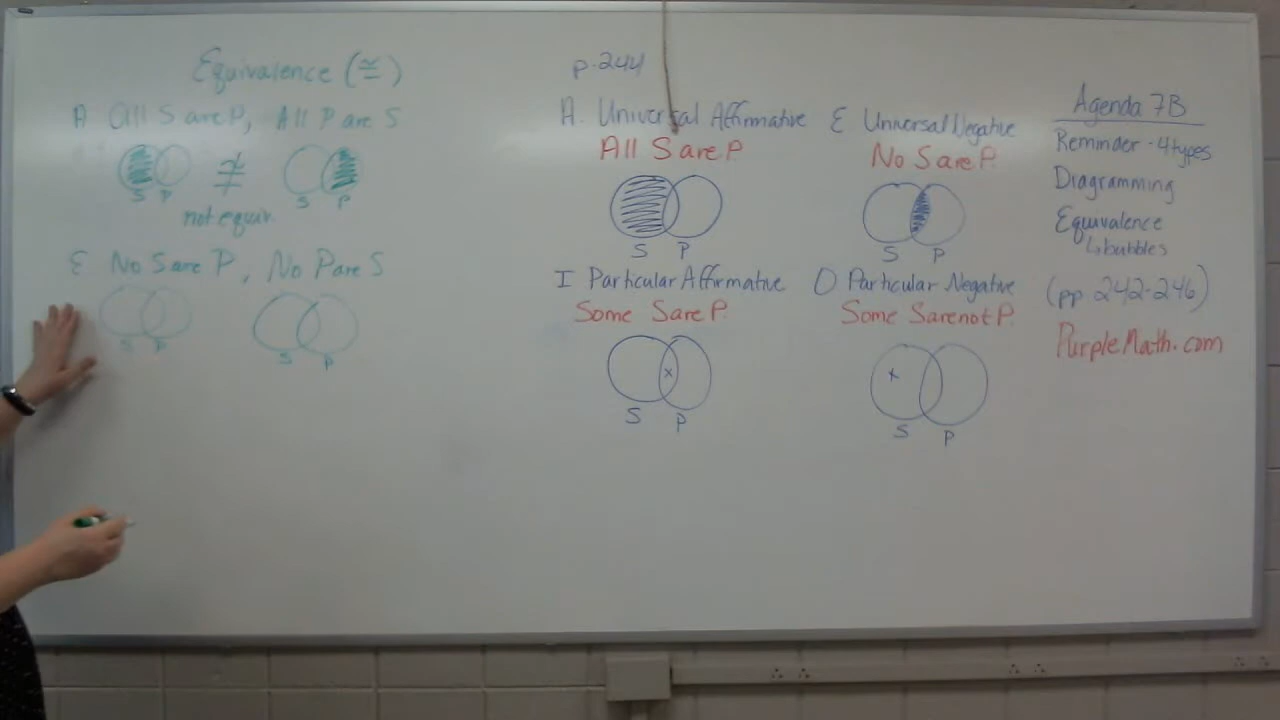 Equivalence (≅)
A All S are P, All P are S
≇
S P S P
not equiv.
E No S are P, No P are S
S P S P
p. 244
A. Universal Affirmative
All S are P.
S P
E Universal Negative
No S are P.
S P
I Particular Affirmative
Some S are P.
x
S P
O Particular Negative
Some S are not P.
x
S P
Agenda 7B
Reminder - 4 types
Diagramming
Equivalence
↳ bubbles
(pp 242-246)
PurpleMath.com